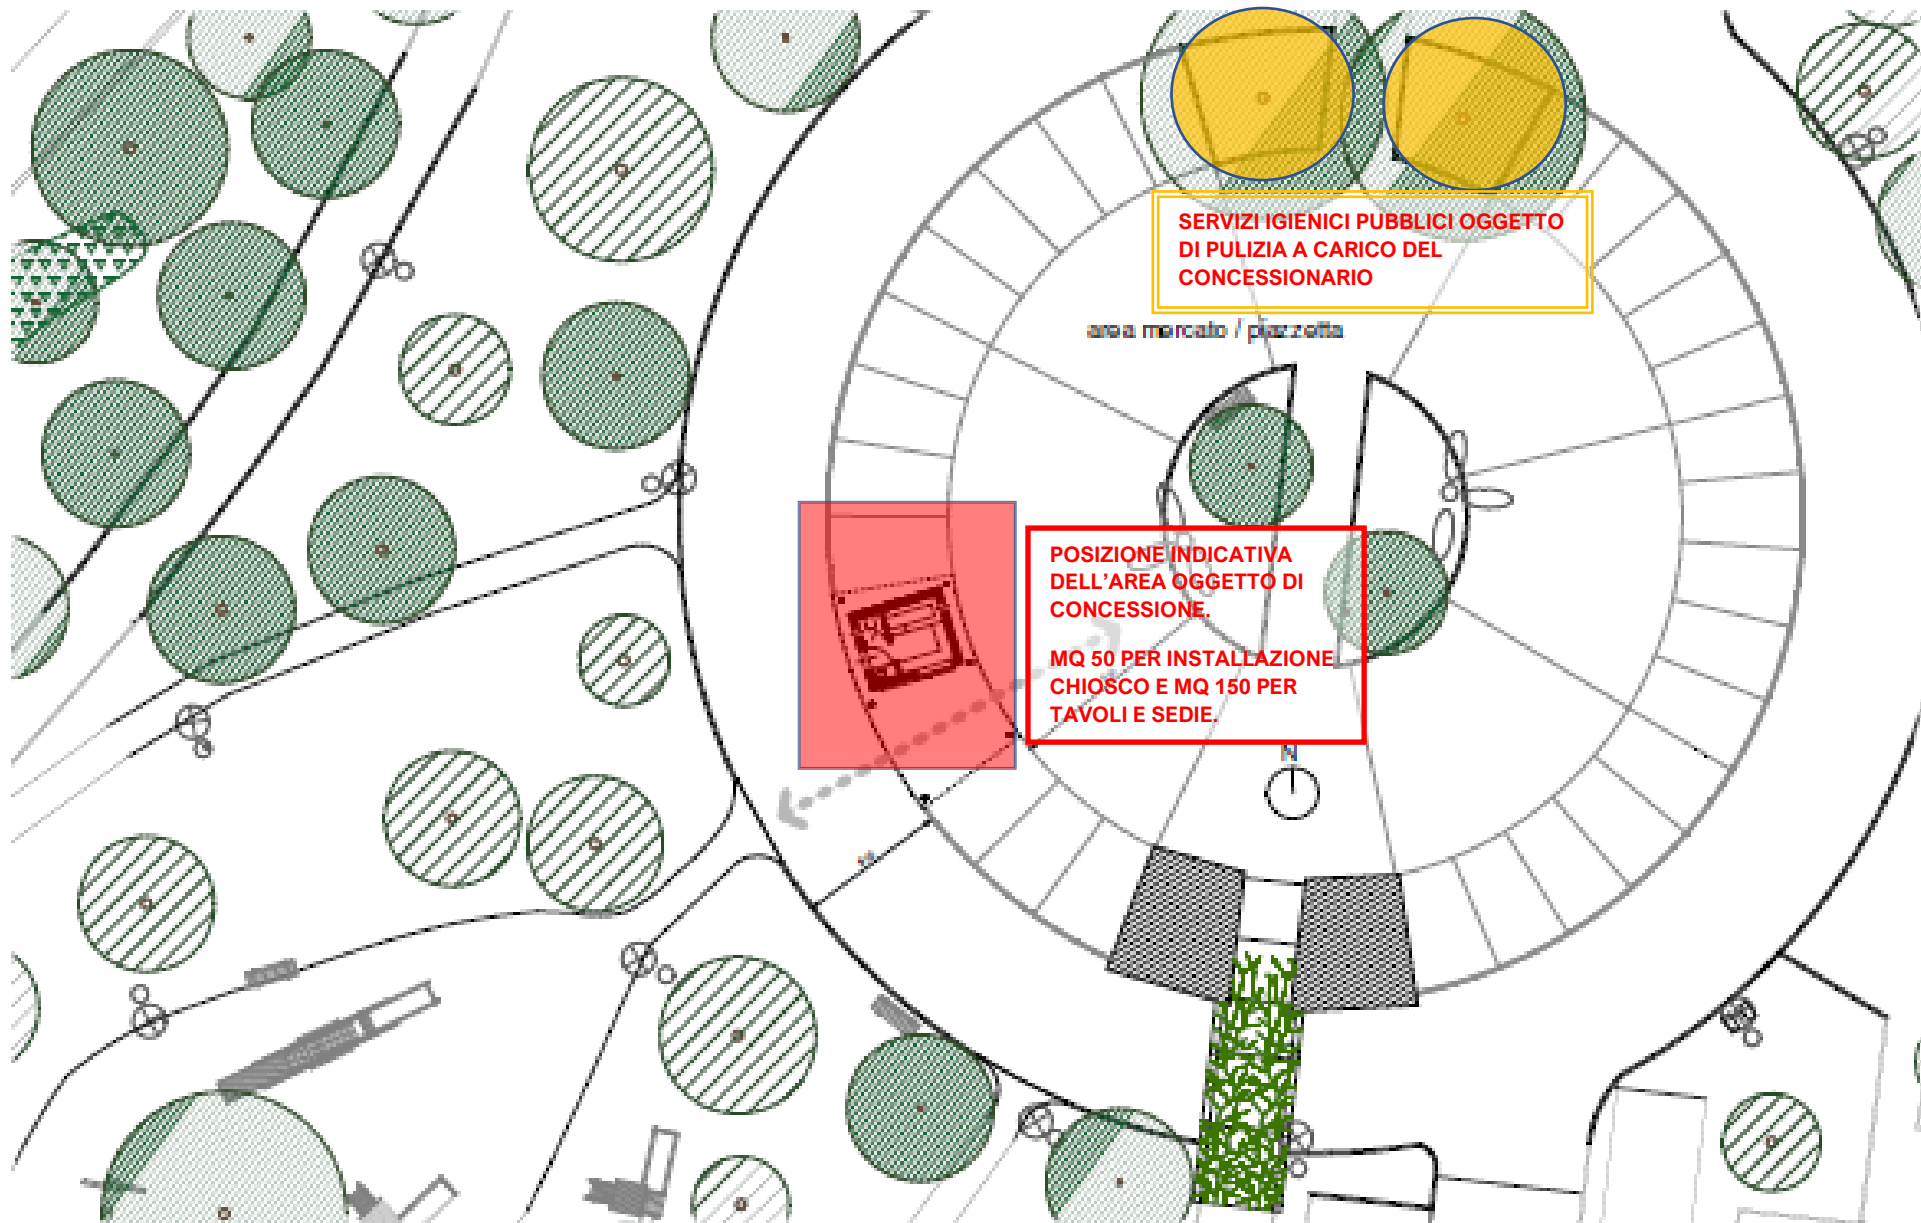 SERVIZI IGIENICI PUBBLICI OGGETTO
DI PULIZIA A CARICO DEL
CONCESSIONARIO
area mercato / piazzetta
POSIZIONE INDICATIVA
DELL'AREA OGGETTO DI
CONCESSIONE.
MQ 50 PER INSTALLAZIONE
CHIOSCO E MQ 150 PER
TAVOLI E SEDIE.
N